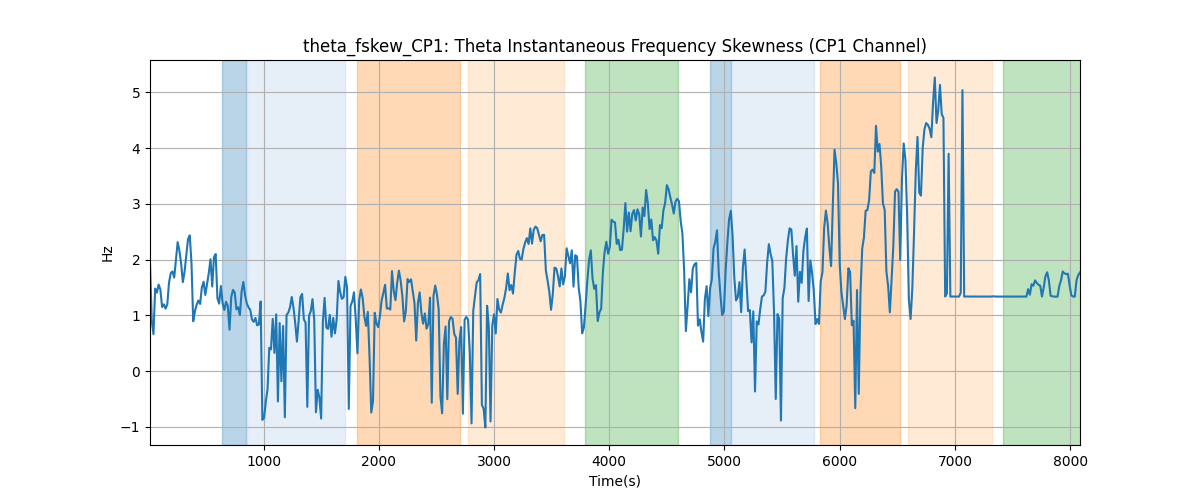 theta_fskew_CP1: Theta Instantaneous Frequency Skewness (CP1 Channel)
5
4
3
2
1
0
−1
Hz
1000 2000 3000 4000 5000 6000 7000 8000
Time(s)